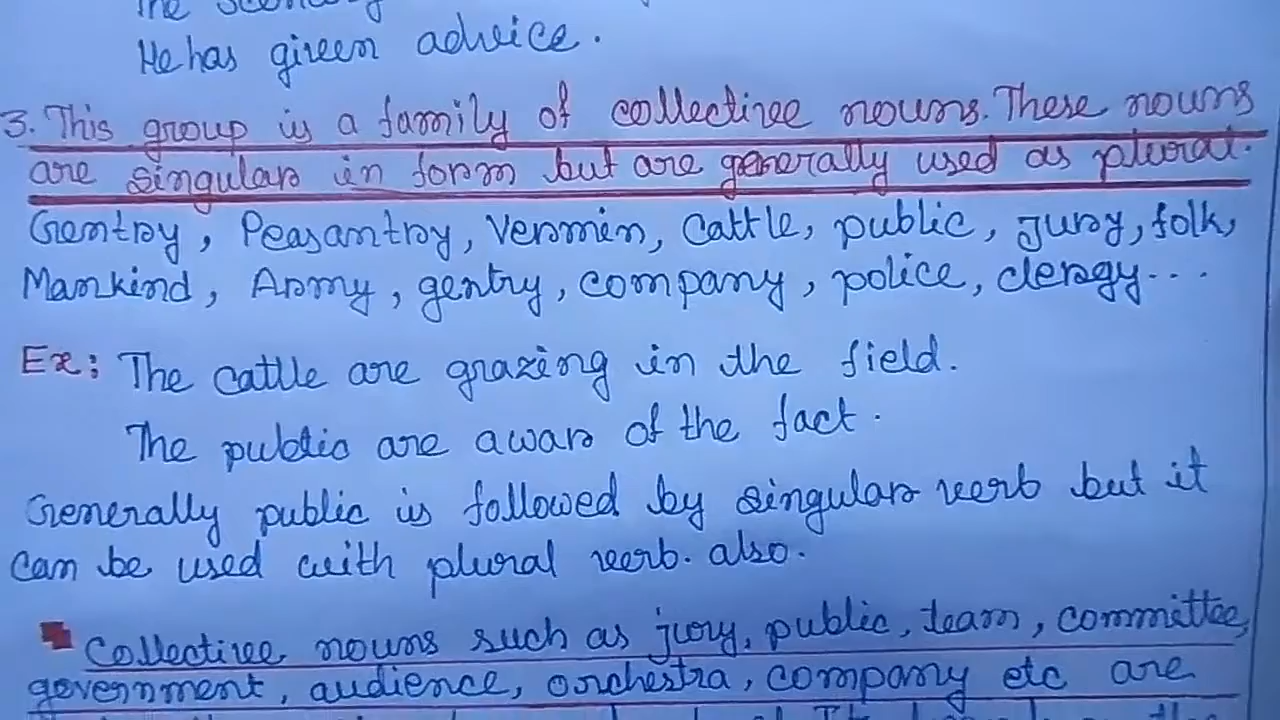 The
He has given advice.
3. This group is a family of collective nouns. These nouns
are singular in form but are generally used as plural.
Gentry, Peasantry, Vermin, Cattle, public, Jury, folk,
Mankind, Army, gentry, company, police, clergy...
Ex: The cattle are grazing in the field.
The public are awar of the fact.
Generally public is followed by singular verb but it
can be used with plural verb. also.
Collective nouns such as jury, public, team, committee,
government, audience, orchestra, company etc are